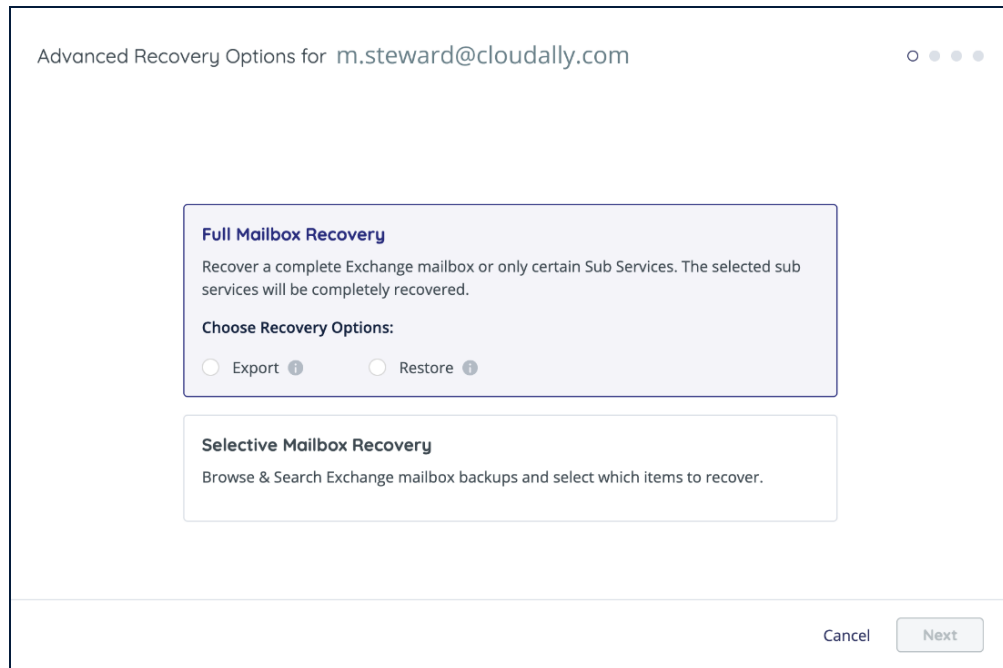 Advanced Recovery Options for m.steward@cloudally.com
Full Mailbox Recovery
Recover a complete Exchange mailbox or only certain Sub Services. The selected sub
services will be completely recovered.
Choose Recovery Options:
Export Restore
Selective Mailbox Recovery
Browse & Search Exchange mailbox backups and select which items to recover.
Cancel Next